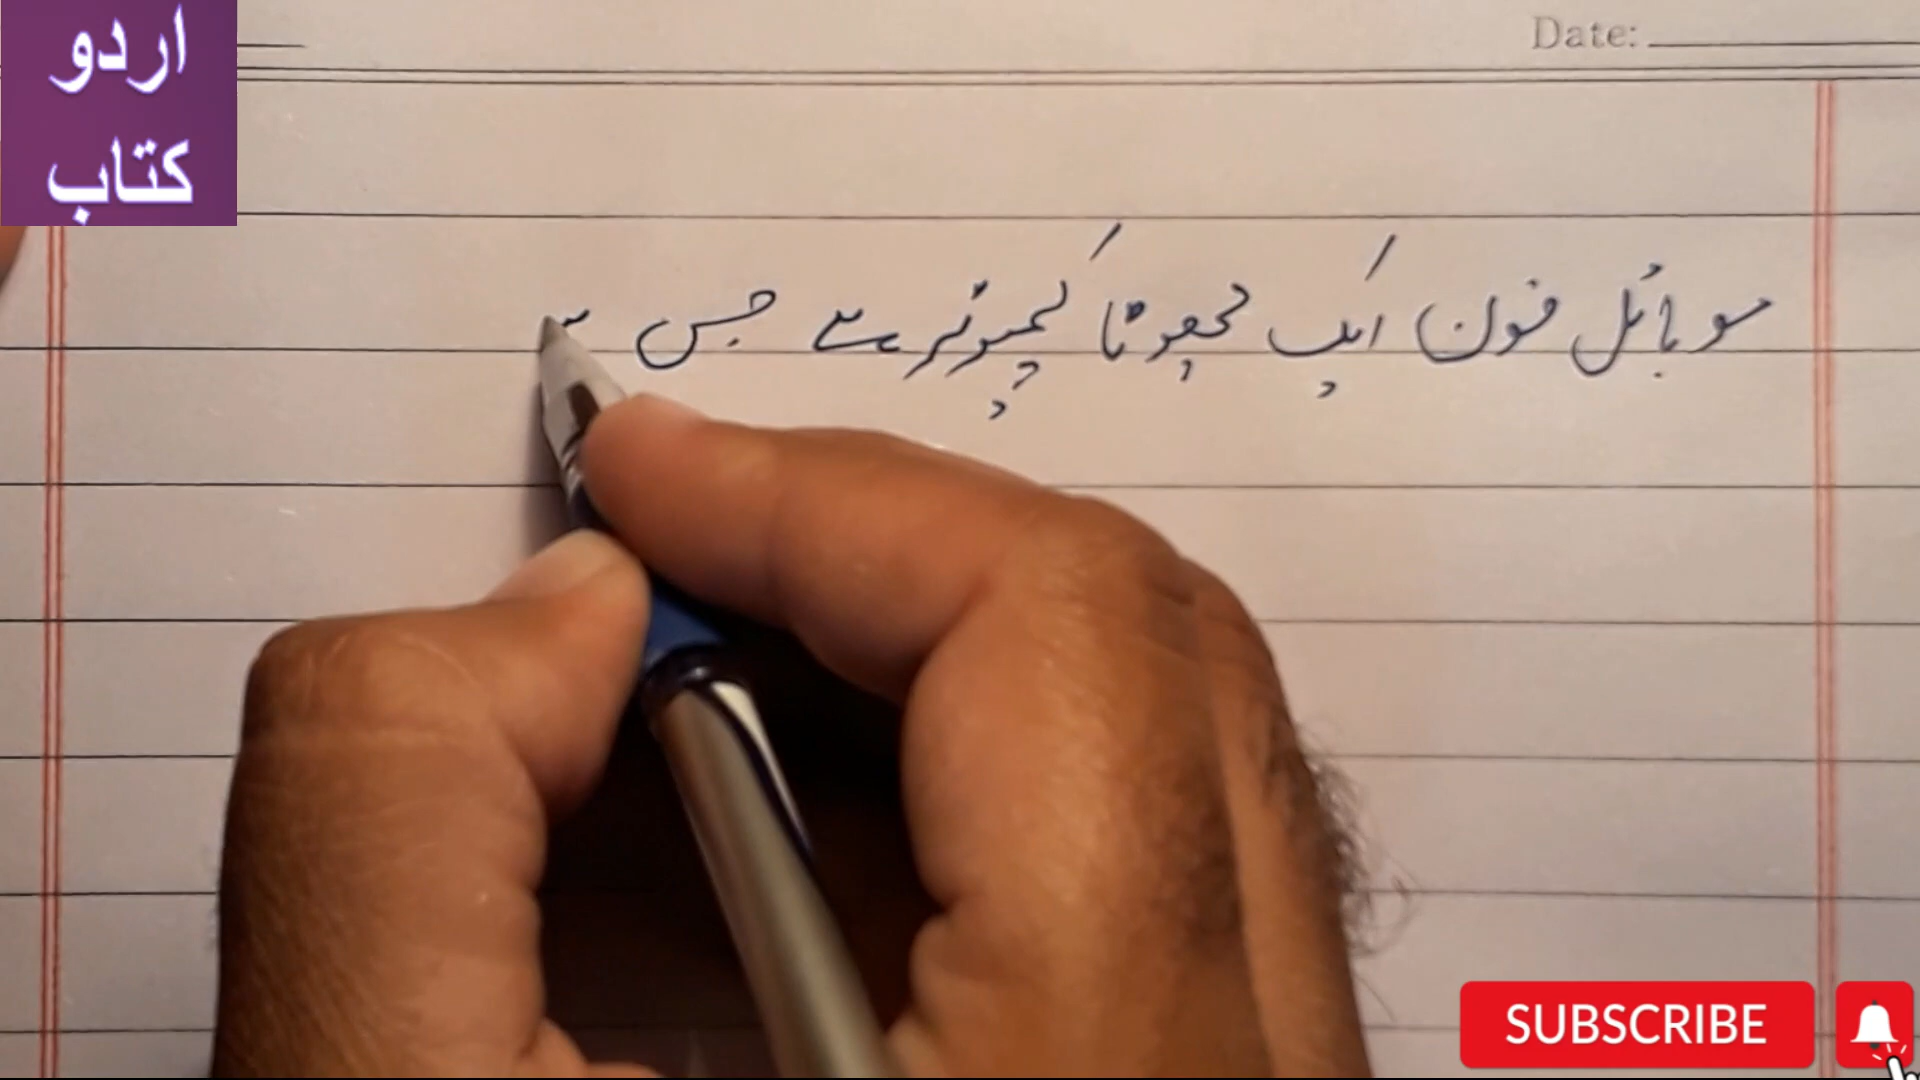 اردو
کتاب
Date:
موبائل فون ایک چھوٹا کمپیوٹر ہے جس
SUBSCRIBE